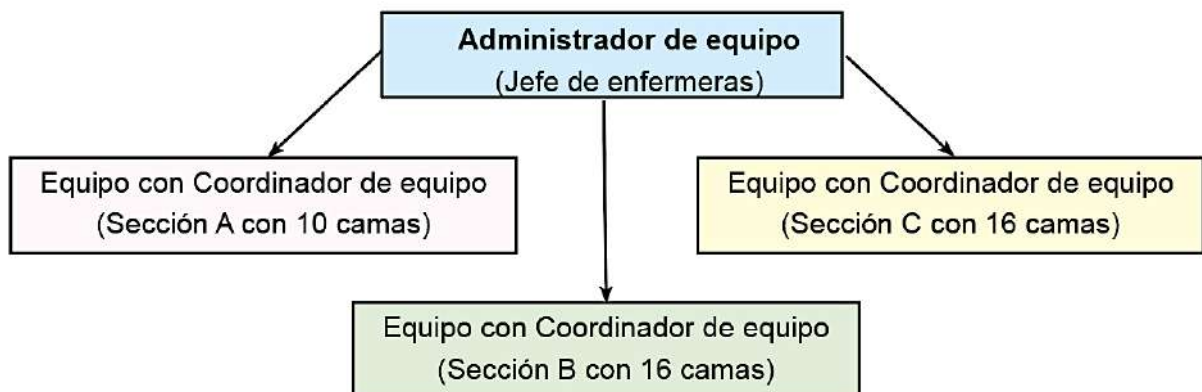 Administrador de equipo
(Jefe de enfermeras)
Equipo con Coordinador de equipo
(Sección A con 10 camas)
Equipo con Coordinador de equipo
(Sección C con 16 camas)
Equipo con Coordinador de equipo
(Sección B con 16 camas)